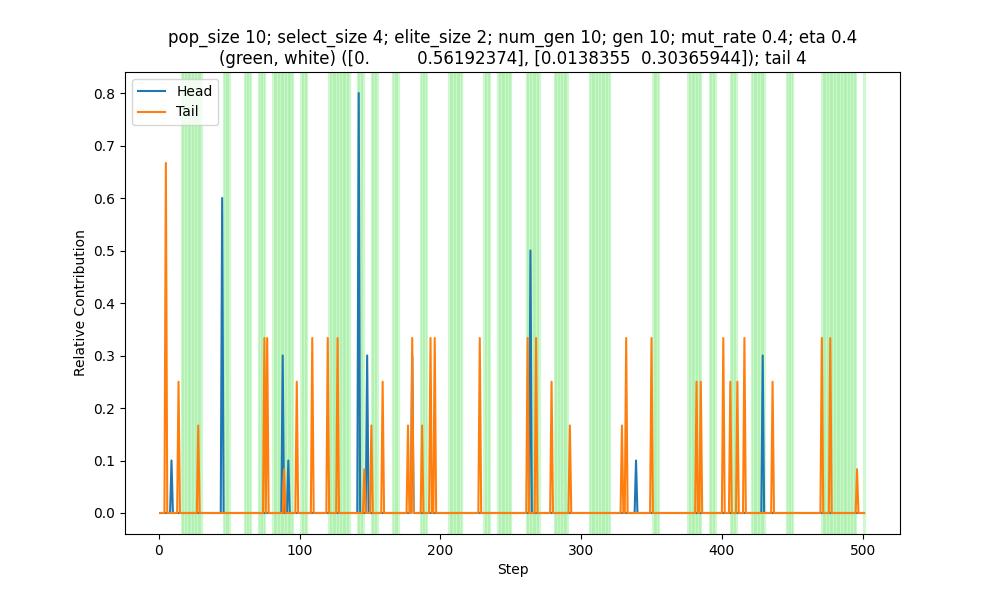 pop_size 10; select_size 4; elite_size 2; num_gen 10; gen 10; mut_rate 0.4; eta 0.4
(green, white) ([0. 0.56192374], [0.0138355 0.30365944]); tail 4
Head
Tail
0.8
0.7
0.6
0.5
0.4
0.3
0.2
0.1
0.0
Relative Contribution
0 100 200 300 400 500
Step